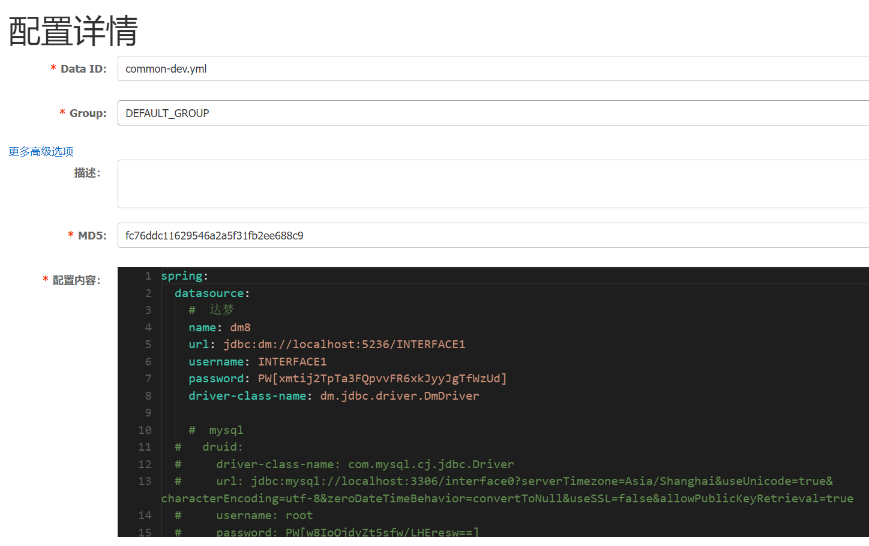 配置详情
* Data ID: common-dev.yml
* Group: DEFAULT_GROUP
更多高级选项
描述:
* MD5: fc76ddc11629546a2a5f31fb2ee688c9
* 配置内容:
1 spring:
2 datasource:
3 # 达梦
4 name: dm8
5 url: jdbc:dm://localhost:5236/INTERFACE1
6 username: INTERFACE1
7 password: PW[xmtij2TpTa3FQpvvFR6xkJyyJgTfWzUd]
8 driver-class-name: dm.jdbc.driver.DmDriver
9
10 # mysql
11 # druid:
12 # driver-class-name: com.mysql.cj.jdbc.Driver
13 # url: jdbc:mysql://localhost:3306/interface0?serverTimezone=Asia/Shanghai&useUnicode=true&
characterEncoding=utf-8&zeroDateTimeBehavior=convertToNull&useSSL=false&allowPublicKeyRetrieval=true
14 # username: root
15 # password: PW[w8IoOjdyZt5sfw/LHEresw==]